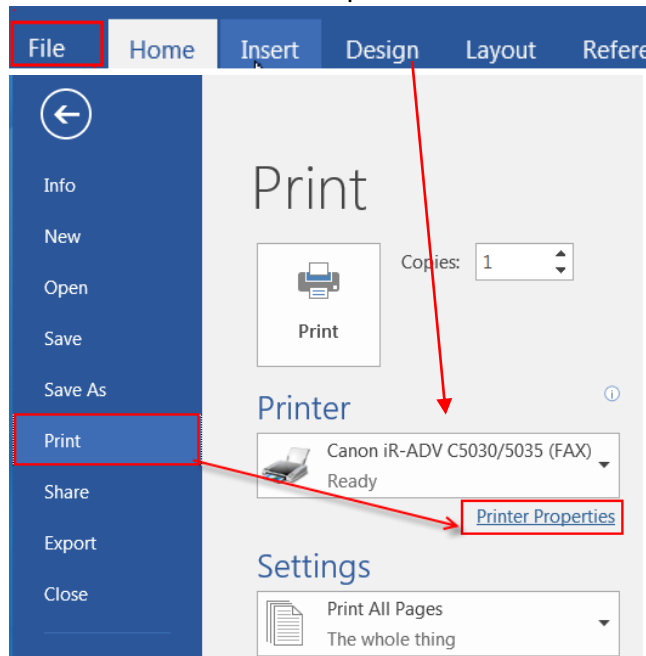 File Home Insert Design Layout
Info
New
Open
Save
Save As
Print
Share
Export
Close
Print
Copies: 1
Print
Printer
Canon iR-ADV C5030/5035 (FAX)
Ready
Printer Properties
Settings
Print All Pages
The whole thing